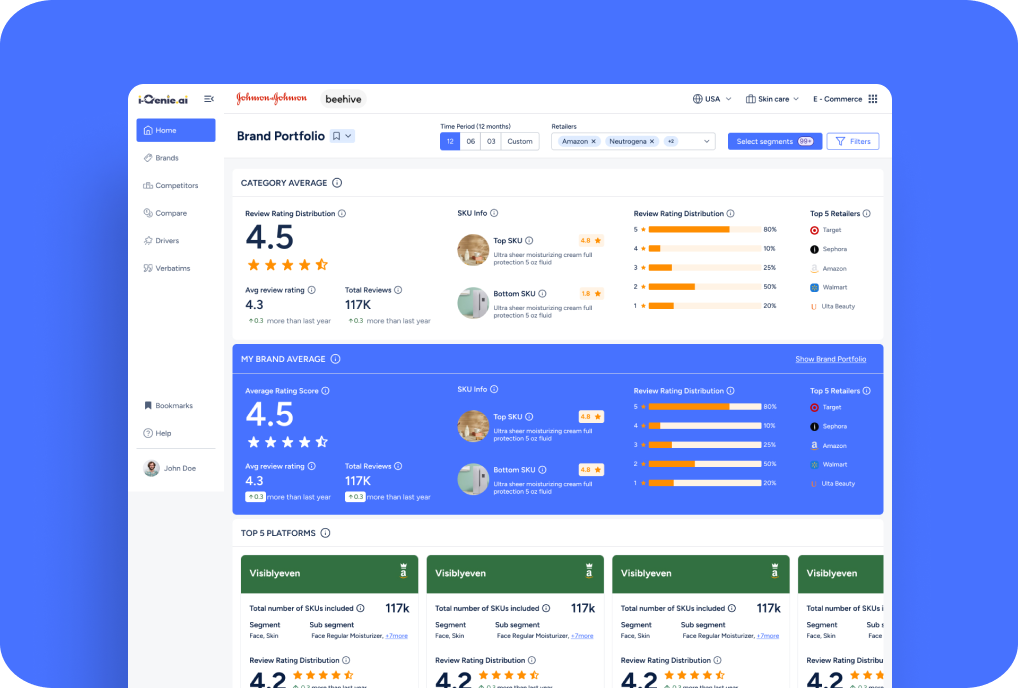 i-Genie.ai
Johnson & Johnson
beehive
USA
Skin care
E - Commerce
Home
Brands
Competitors
Compare
Drivers
Verbatims
Bookmarks
Help
John Doe
Brand Portfolio
Time Period (12 months)
12 06 03 Custom
Retailers
Amazon × Neutrogena × +2
Select segments 99+
Filters
CATEGORY AVERAGE
Review Rating Distribution
4.5
Avg review rating
4.3
0.3 more than last year
Total Reviews
117K
0.3 more than last year
SKU Info
Top SKU
4.8
Ultra sheer moisturizing cream full
protection 5 oz fluid
Bottom SKU
1.8
Ultra sheer moisturizing cream full
protection 5 oz fluid
Review Rating Distribution
5 80%
4 10%
3 25%
2 50%
1 20%
Top 5 Retailers
Target
Sephora
Amazon
Walmart
Ulta Beauty
MY BRAND AVERAGE
Show Brand Portfolio
Average Rating Score
4.5
Avg review rating
4.3
0.3 more than last year
Total Reviews
117K
0.3 more than last year
SKU Info
Top SKU
4.8
Ultra sheer moisturizing cream full
protection 5 oz fluid
Bottom SKU
4.8
Ultra sheer moisturizing cream full
protection 5 oz fluid
Review Rating Distribution
5 80%
4 10%
3 25%
2 50%
1 20%
Top 5 Retailers
Target
Sephora
Amazon
Walmart
Ulta Beauty
TOP 5 PLATFORMS
Visiblyeven
Total number of SKUs included 117k
Segment Sub segment
Face, Skin Face Regular Moisturizer, +7more
Review Rating Distribution
4.2
0.3 more than last year
Visiblyeven
Total number of SKUs included 117k
Segment Sub segment
Face, Skin Face Regular Moisturizer, +7more
Review Rating Distribution
4.2
0.3 more than last year
Visiblyeven
Total number of SKUs included 117k
Segment Sub segment
Face, Skin Face Regular Moisturizer, +7more
Review Rating Distribution
4.2
0.3 more than last year
Visiblyeven
Total number of SKUs
Segment Sub
Face, Skin Face
Review Rating
4.2
0.3 more